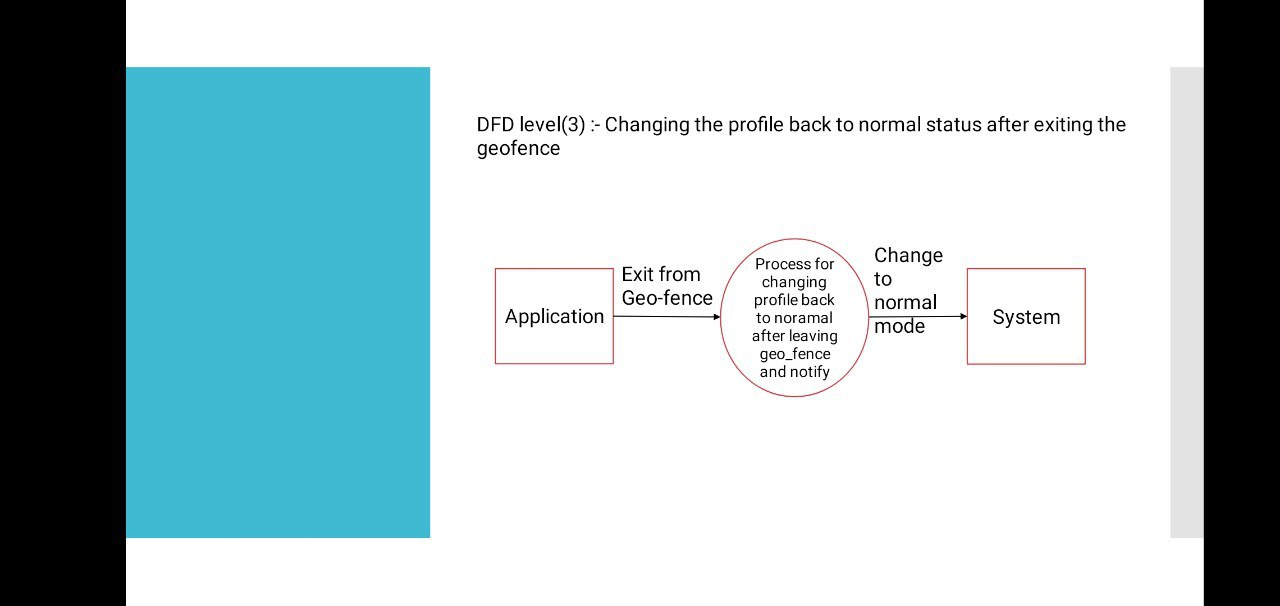 DFD level(3) :- Changing the profile back to normal status after exiting the
geofence
Application
Exit from
Geo-fence
Process for
changing
profile back
to noramal
after leaving
geo_fence
and notify
Change
to
normal
mode
System